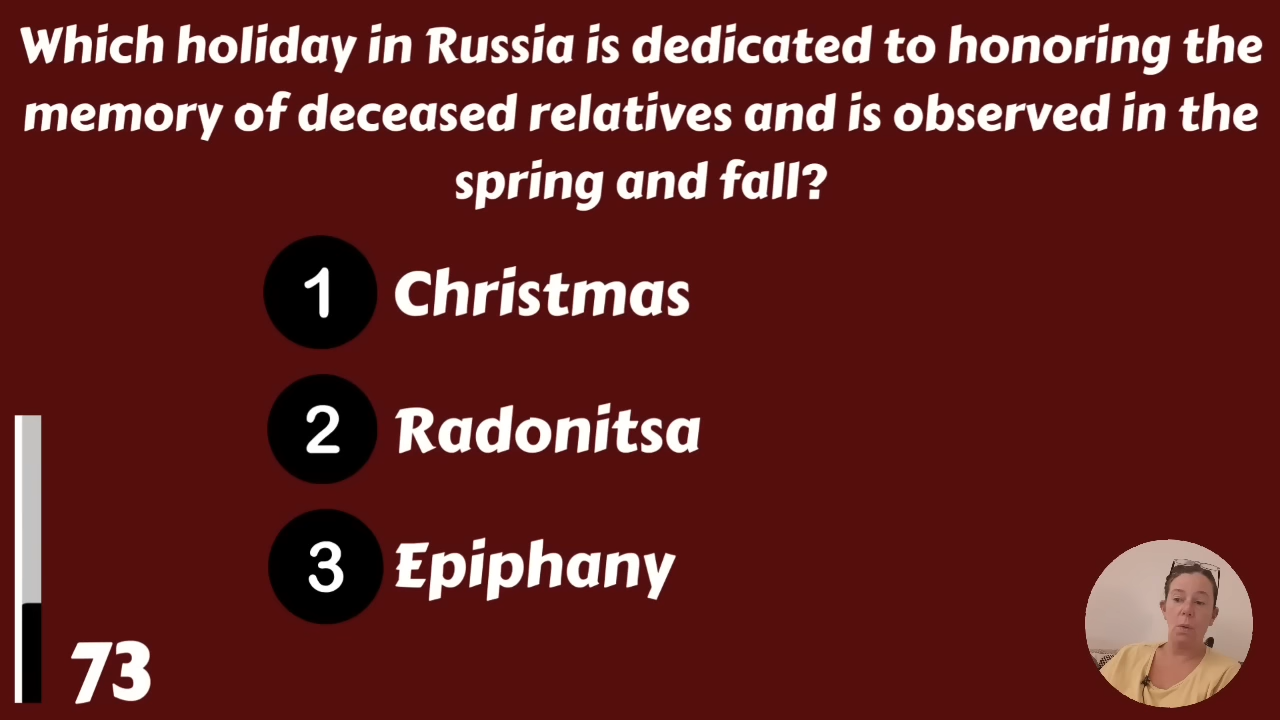 Which holiday in Russia is dedicated to honoring the
memory of deceased relatives and is observed in the
spring and fall?
1 Christmas
2 Radonitsa
3 Epiphany
73